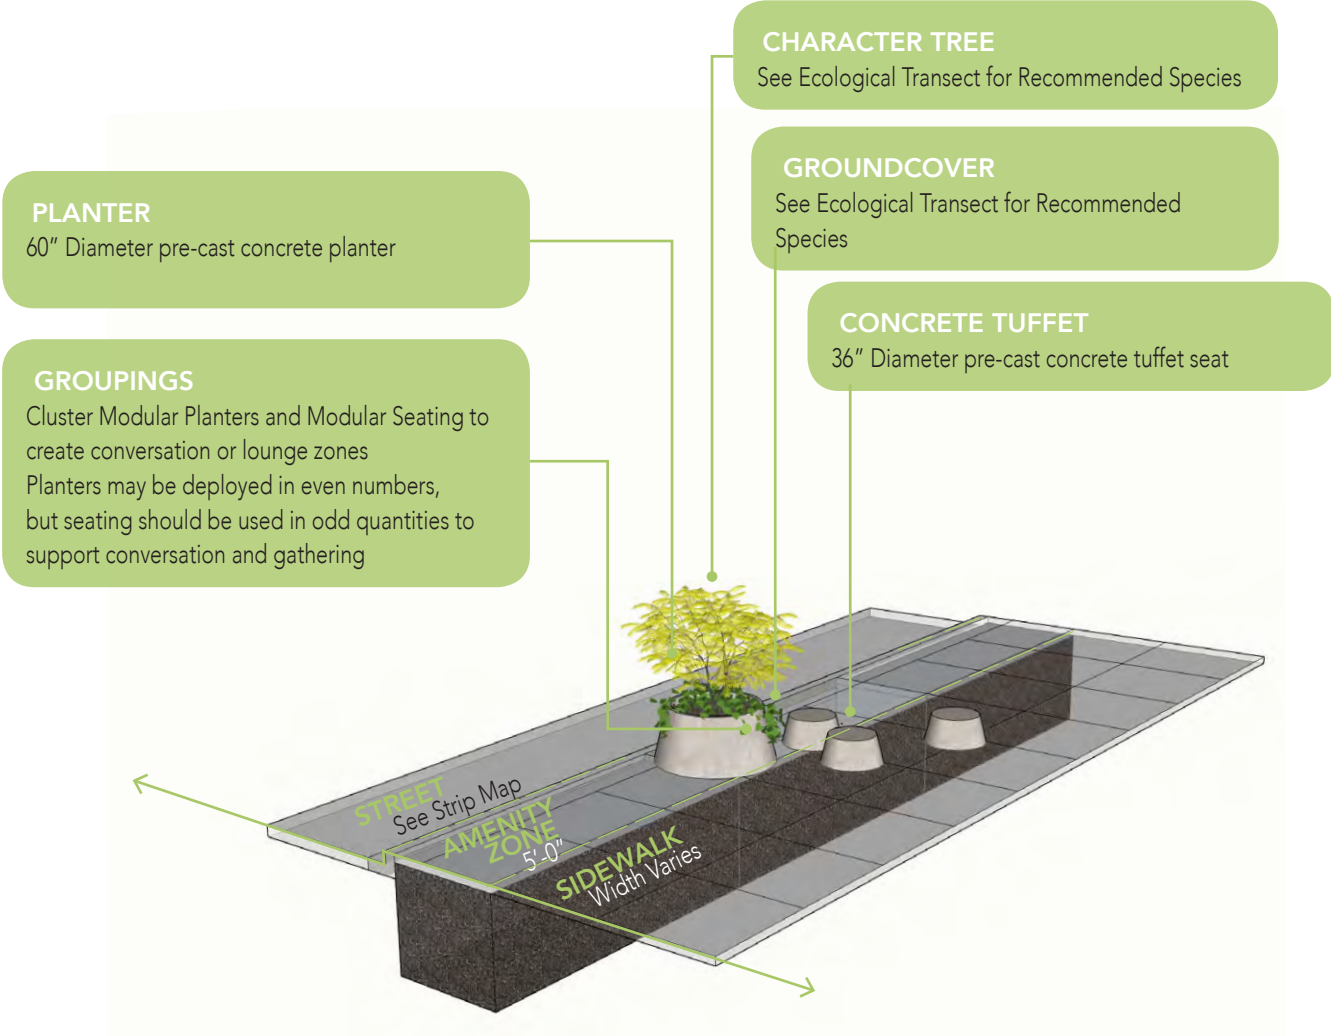 CHARACTER TREE
See Ecological Transect for Recommended Species
GROUNDCOVER
See Ecological Transect for Recommended
Species
PLANTER
60” Diameter pre-cast concrete planter
CONCRETE TUFFET
36” Diameter pre-cast concrete tuffet seat
GROUPINGS
Cluster Modular Planters and Modular Seating to
create conversation or lounge zones
Planters may be deployed in even numbers,
but seating should be used in odd quantities to
support conversation and gathering
STREET
See Strip Map
AMENITY
ZONE
5’-0”
SIDEWALK
Width Varies